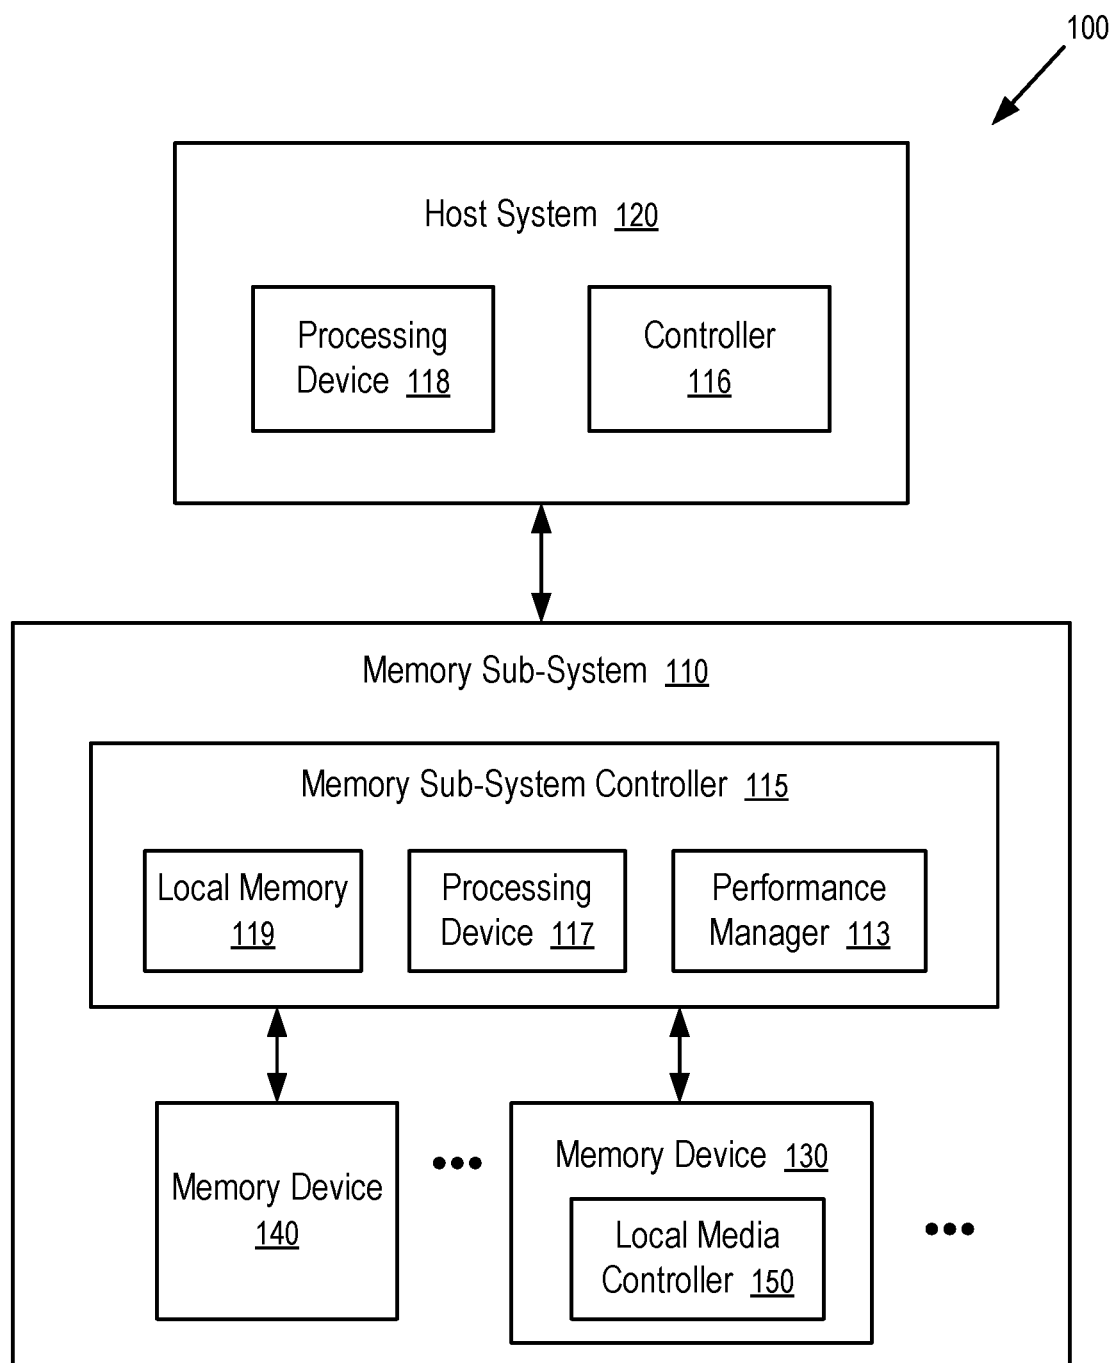 100
Host System 120
Processing
Device 118
Controller
116
Memory Sub-System 110
Memory Sub-System Controller 115
Local Memory
119
Processing
Device 117
Performance
Manager 113
Memory Device
140
Memory Device 130
Local Media
Controller 150